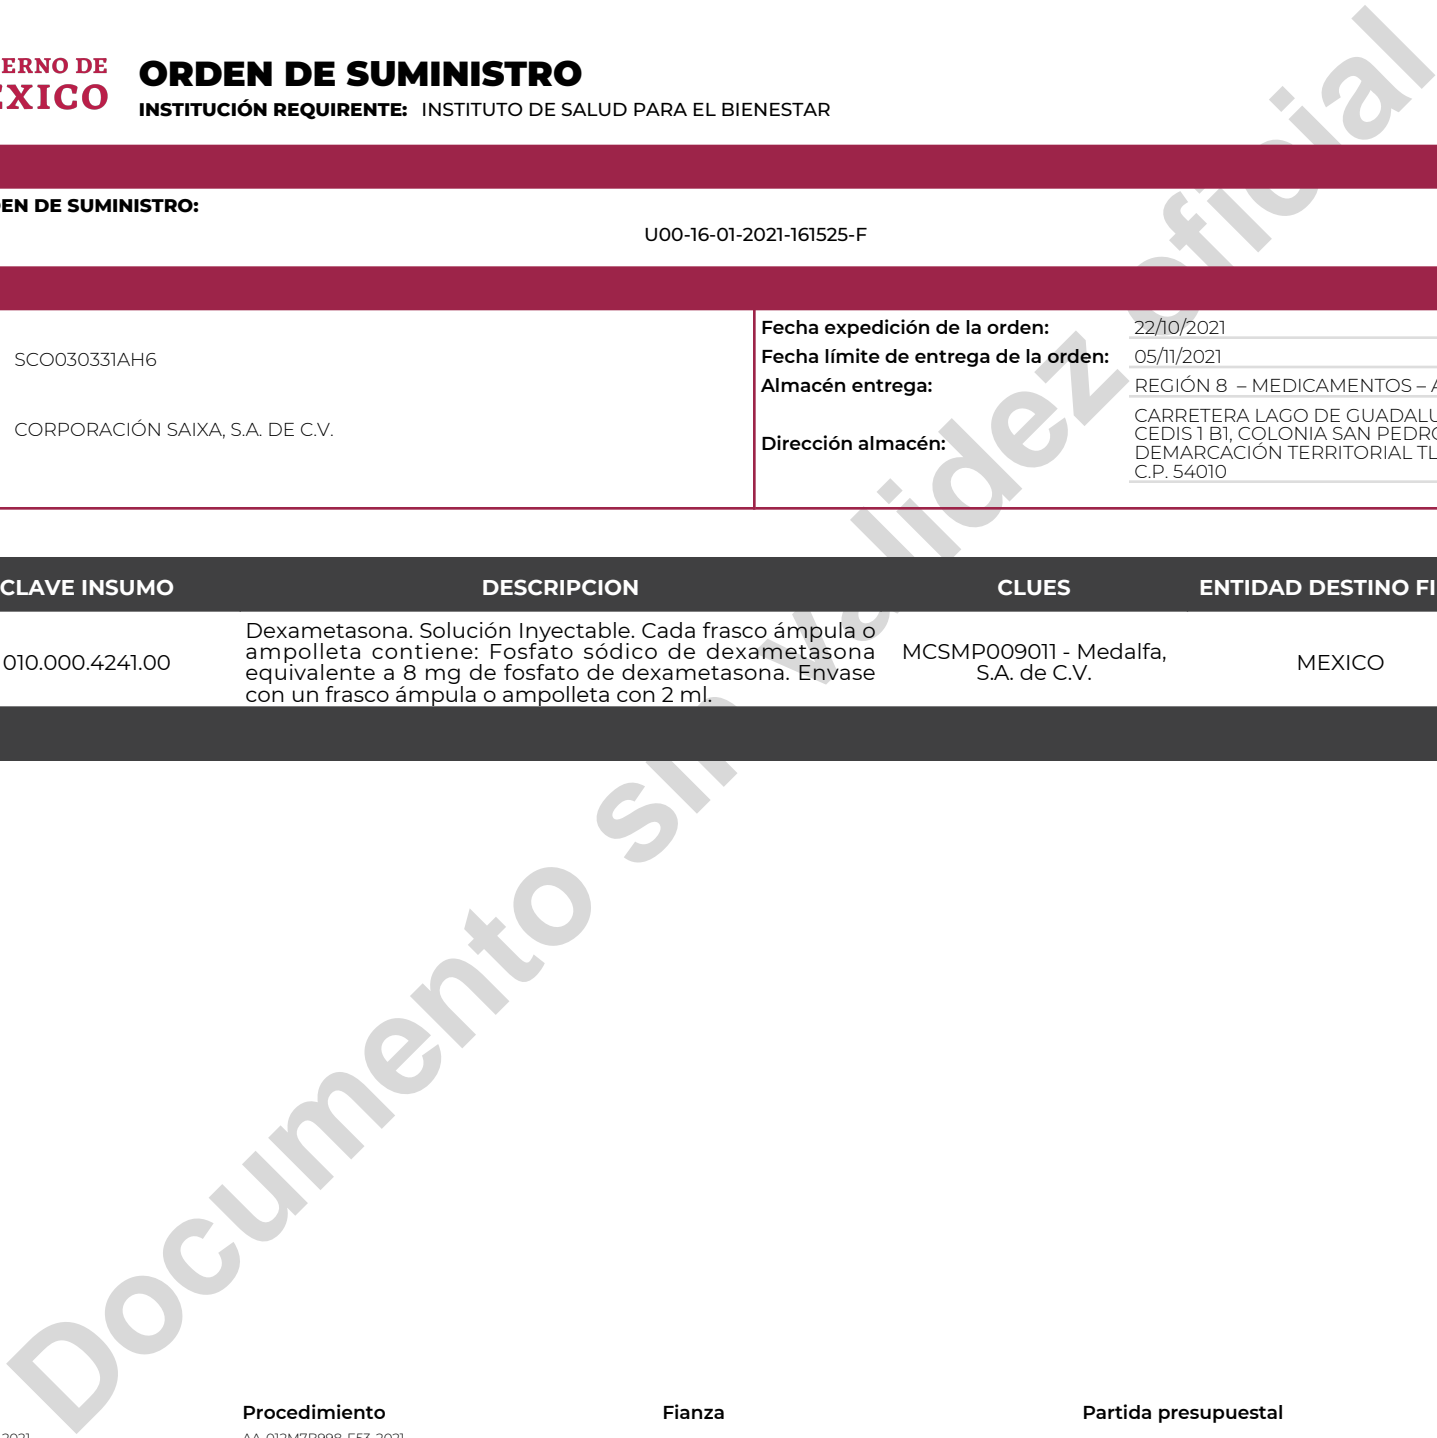 ERNO DE
EXICO
ORDEN DE SUMINISTRO
INSTITUCIÓN REQUIRENTE: INSTITUTO DE SALUD PARA EL BIENESTAR
EN DE SUMINISTRO:
U00-16-01-2021-161525-F
SCO030331AH6
CORPORACIÓN SAIXA, S.A. DE C.V.
Fecha expedición de la orden: 22/10/2021
Fecha límite de entrega de la orden: 05/11/2021
Almacén entrega: REGIÓN 8 – MEDICAMENTOS – A
Dirección almacén:
CARRETERA LAGO DE GUADALU
CEDIS 1 B1, COLONIA SAN PEDRO
DEMARCACIÓN TERRITORIAL TL
C.P. 54010
CLAVE INSUMO DESCRIPCION CLUES ENTIDAD DESTINO FI
010.000.4241.00
Dexametasona. Solución Inyectable. Cada frasco ámpula o
ampolleta contiene: Fosfato sódico de dexametasona
equivalente a 8 mg de fosfato de dexametasona. Envase
con un frasco ámpula o ampolleta con 2 ml.
MCSMP009011 - Medalfa,
S.A. de C.V.
MEXICO
Documento sin validez oficial
Procedimiento Fianza Partida presupuestal